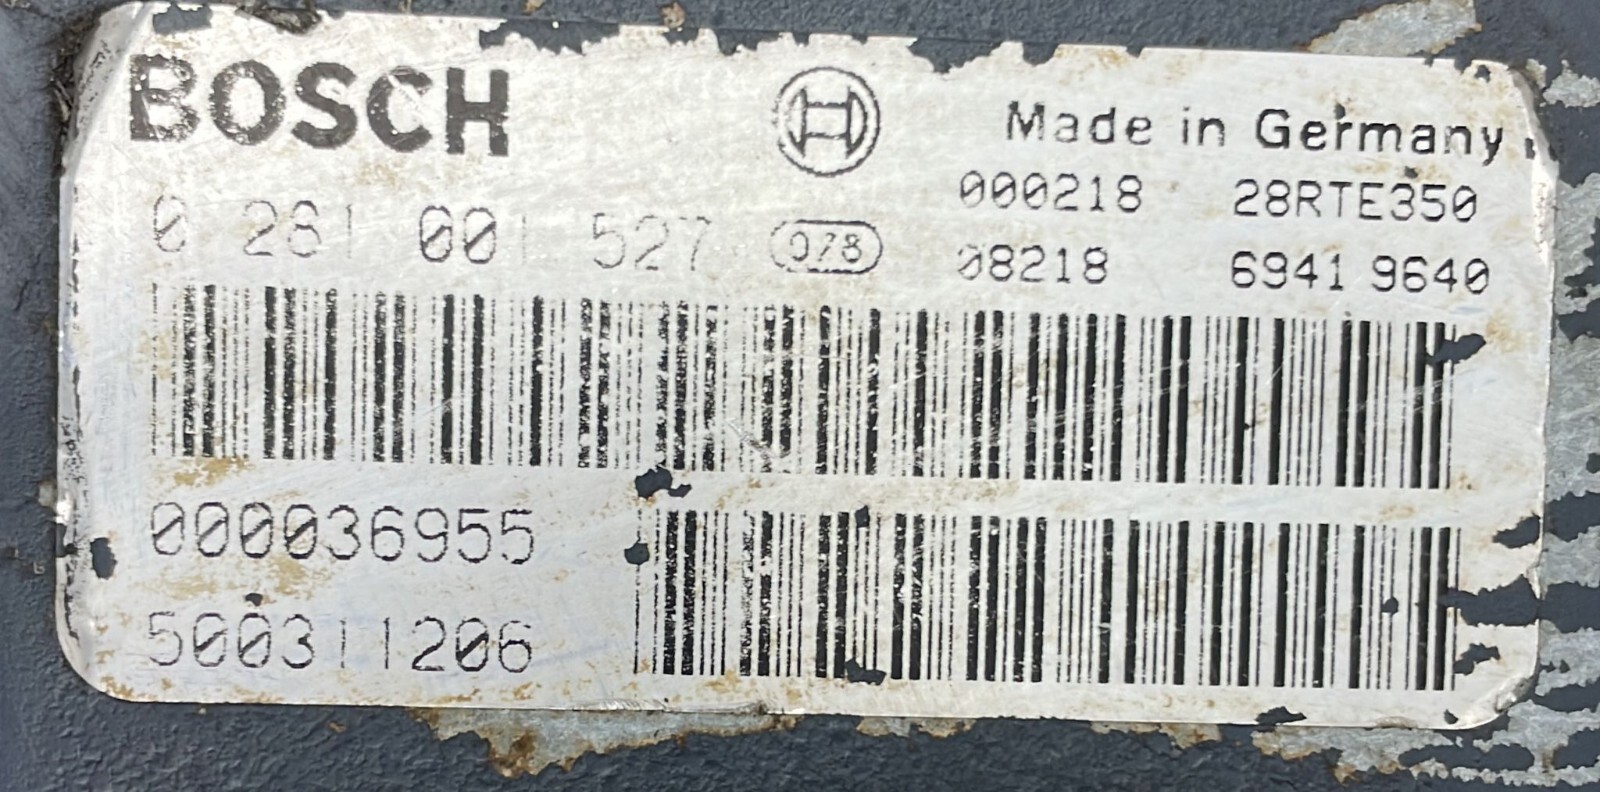 BOSCH
Made in Germany
000218 28RTE350
0 281 001 527 078
08218 6941 9640
000036955
500311206